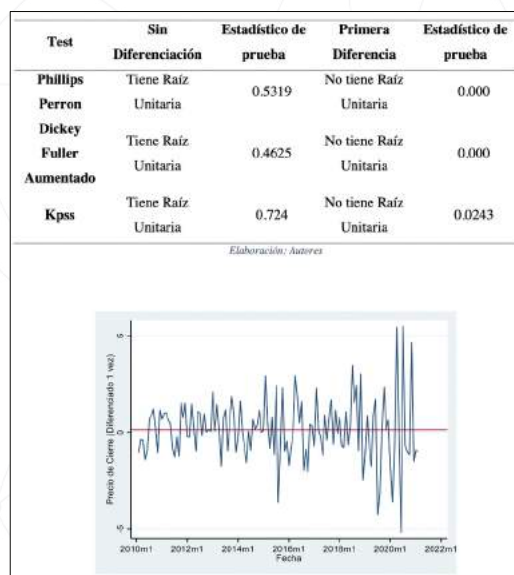 Test Sin Diferenciación Estadístico de prueba Primera Diferencia Estadístico de prueba
Phillips Perron Tiene Raíz Unitaria 0.5319 No tiene Raíz Unitaria 0.000
Dickey Fuller Aumentado Tiene Raíz Unitaria 0.4625 No tiene Raíz Unitaria 0.000
Kpss Tiene Raíz Unitaria 0.724 No tiene Raíz Unitaria 0.0243
Elaboración: Autores
Precio de Cierre (Diferenciado 1 vez)
5
0
-5
2010m1 2012m1 2014m1 2016m1 2018m1 2020m1 2022m1
Fecha